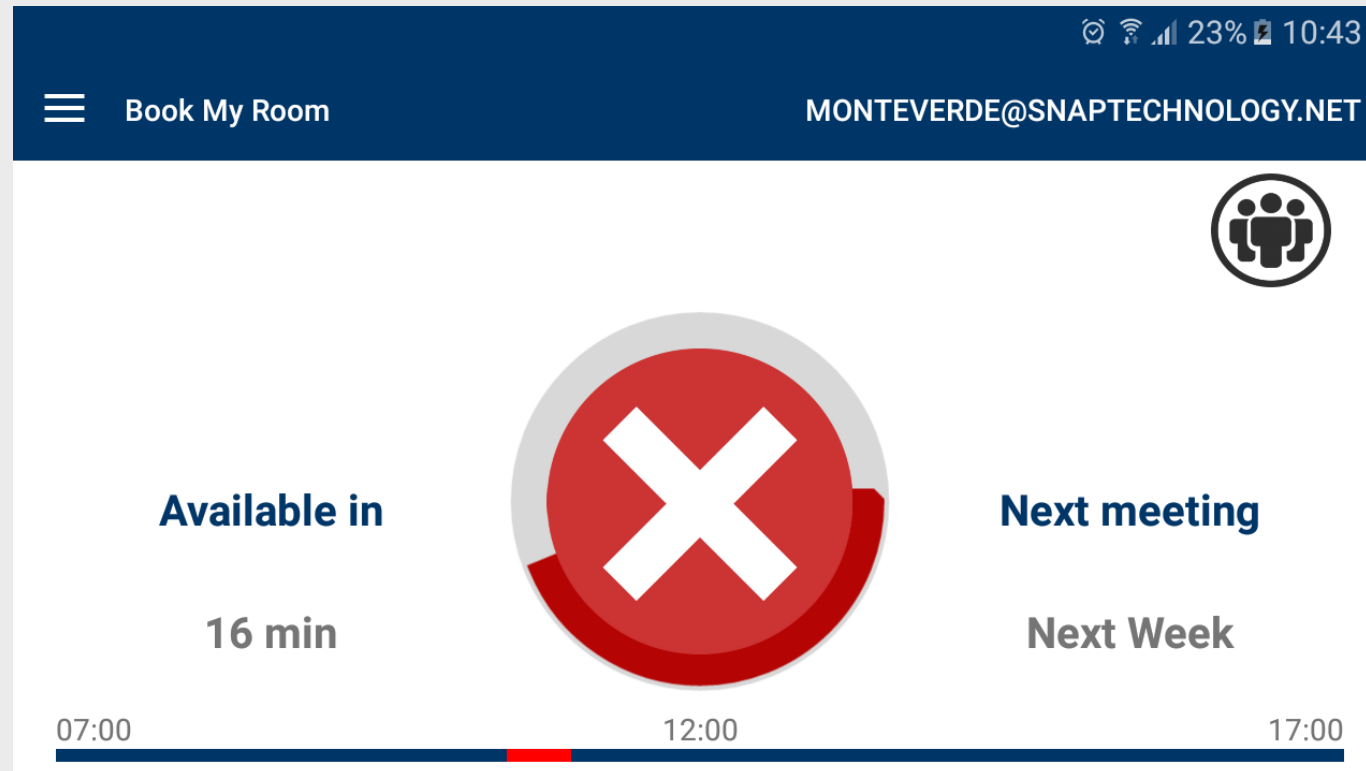 23% 10:43
Book My Room MONTEVERDE@SNAPTECHNOLOGY.NET
Available in
Next meeting
16 min
Next Week
07:00 12:00 17:00